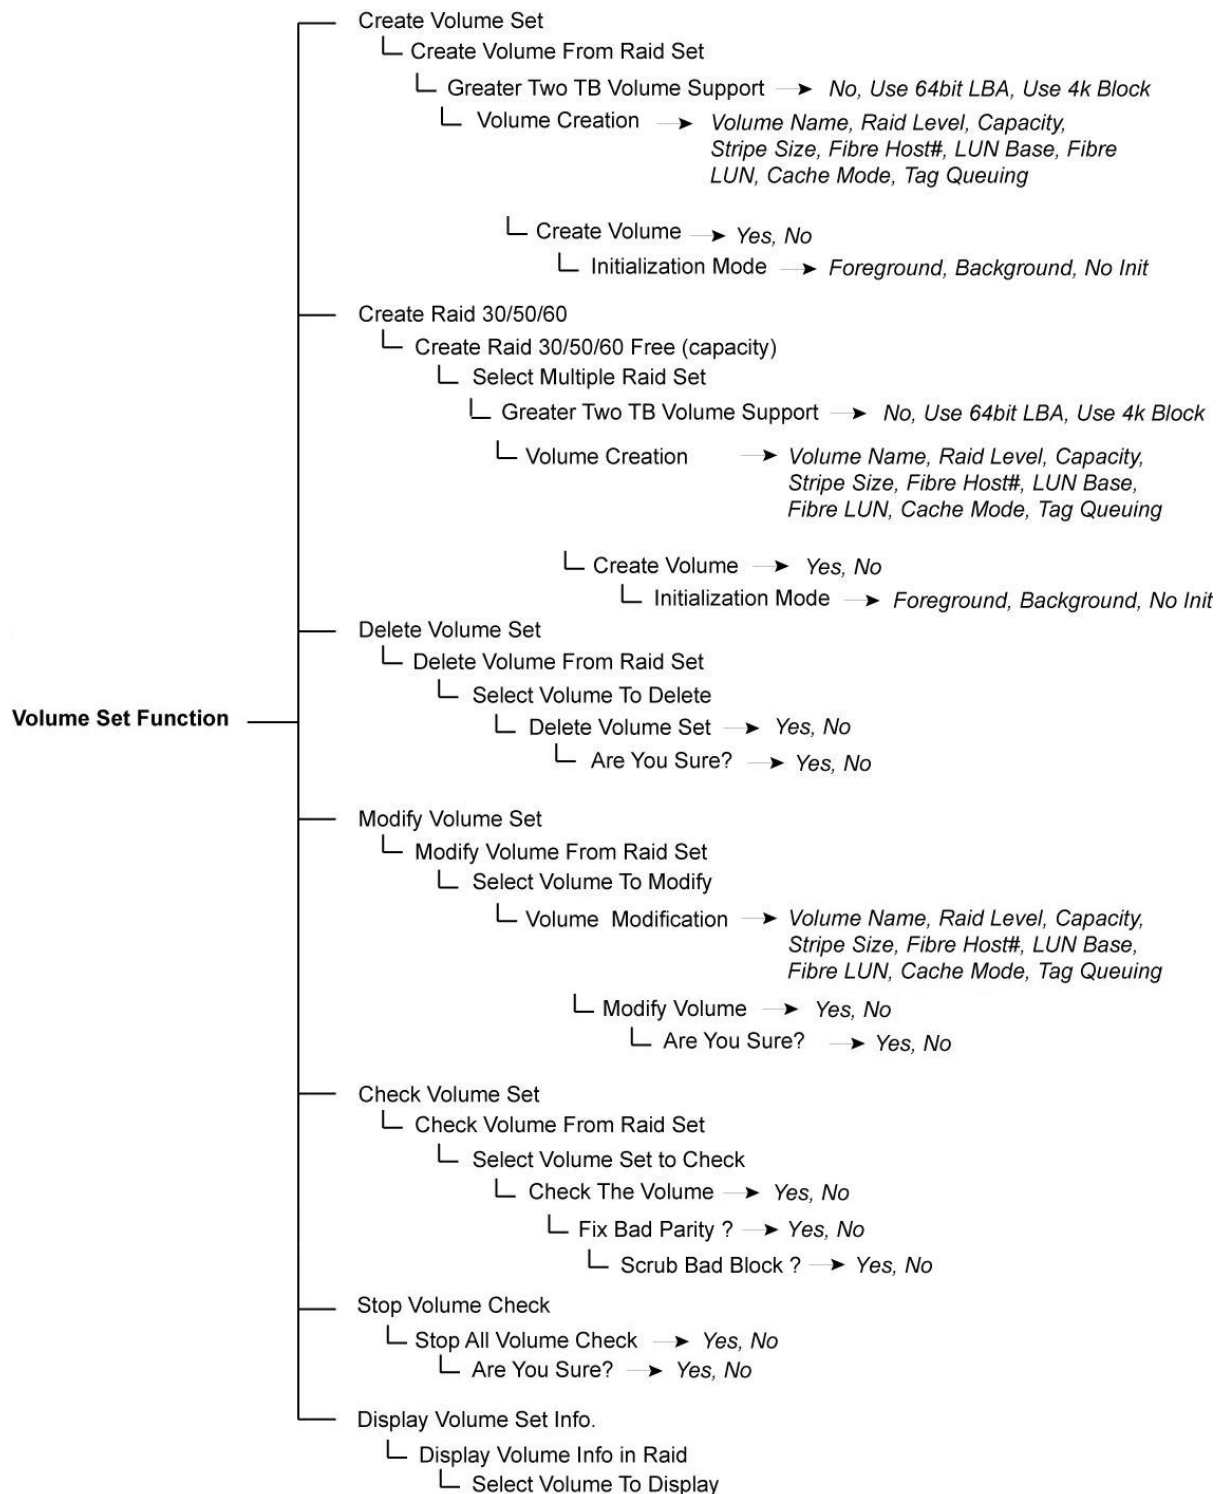 Create Volume Set
Create Volume From Raid Set
Greater Two TB Volume Support No, Use 64bit LBA, Use 4k Block
Volume Creation Volume Name, Raid Level, Capacity,
Stripe Size, Fibre Host#, LUN Base, Fibre
LUN, Cache Mode, Tag Queuing
Create Volume Yes, No
Initialization Mode Foreground, Background, No Init
Create Raid 30/50/60
Create Raid 30/50/60 Free (capacity)
Select Multiple Raid Set
Greater Two TB Volume Support No, Use 64bit LBA, Use 4k Block
Volume Creation Volume Name, Raid Level, Capacity,
Stripe Size, Fibre Host#, LUN Base,
Fibre LUN, Cache Mode, Tag Queuing
Create Volume Yes, No
Initialization Mode Foreground, Background, No Init
Delete Volume Set
Delete Volume From Raid Set
Select Volume To Delete
Volume Set Function
Delete Volume Set Yes, No
Are You Sure? Yes, No
Modify Volume Set
Modify Volume From Raid Set
Select Volume To Modify
Volume Modification Volume Name, Raid Level, Capacity,
Stripe Size, Fibre Host#, LUN Base,
Fibre LUN, Cache Mode, Tag Queuing
Modify Volume Yes, No
Are You Sure? Yes, No
Check Volume Set
Check Volume From Raid Set
Select Volume Set to Check
Check The Volume Yes, No
Fix Bad Parity ? Yes, No
Scrub Bad Block ? Yes, No
Stop Volume Check
Stop All Volume Check Yes, No
Are You Sure? Yes, No
Display Volume Set Info.
Display Volume Info in Raid
Select Volume To Display